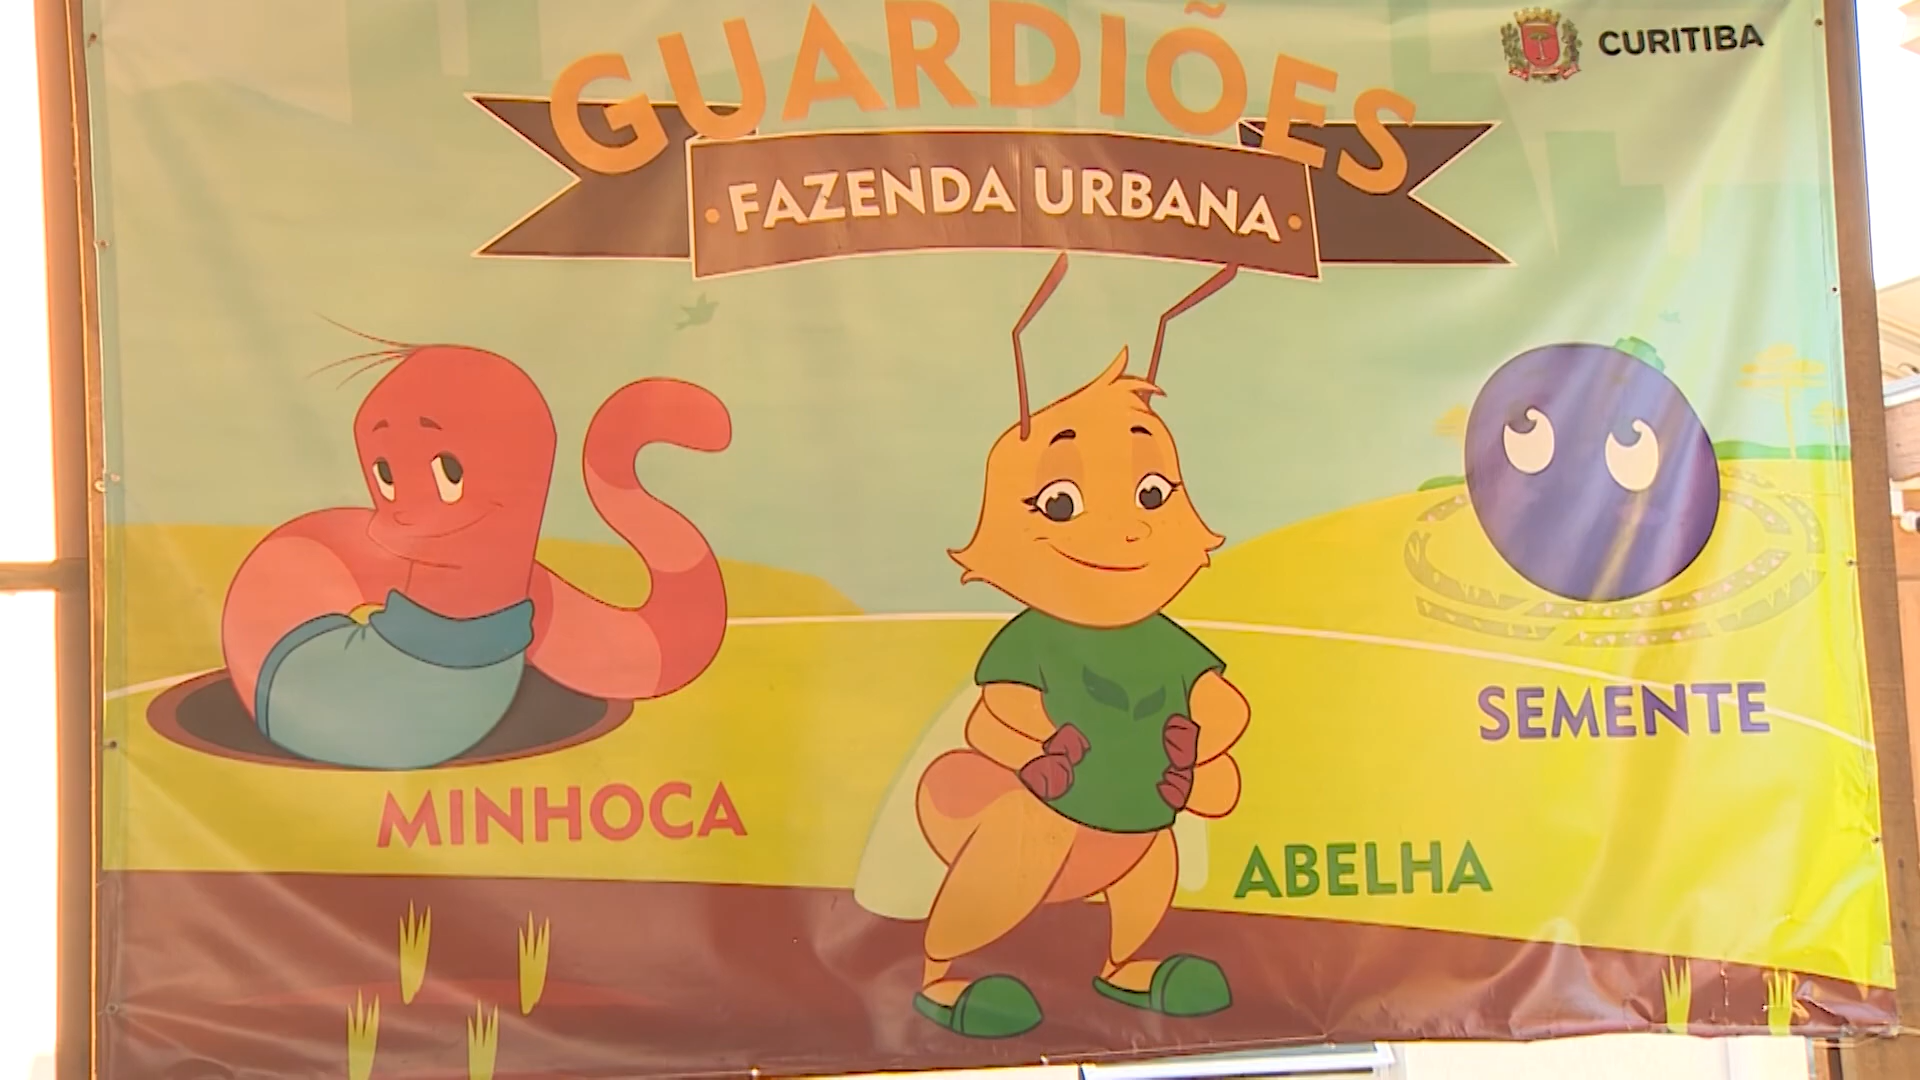 GUARDIÕES
CURITIBA
• FAZENDA URBANA •
SEMENTE
MINHOCA
ABELHA